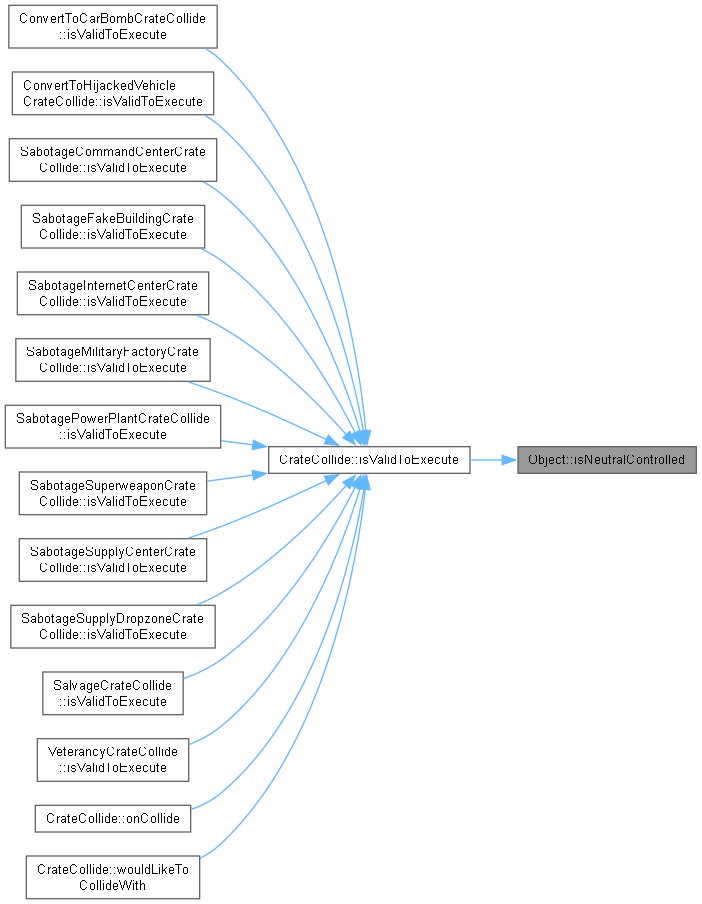 ConvertToCarBombCrateCollide
::isValidToExecute
ConvertToHijackedVehicle
CrateCollide::isValidToExecute
SabotageCommandCenterCrate
Collide::isValidToExecute
SabotageFakeBuildingCrate
Collide::isValidToExecute
SabotageInternetCenterCrate
Collide::isValidToExecute
SabotageMilitaryFactoryCrate
Collide::isValidToExecute
SabotagePowerPlantCrateCollide
::isValidToExecute
CrateCollide::isValidToExecute
Object::isNeutralControlled
SabotageSuperweaponCrate
Collide::isValidToExecute
SabotageSupplyCenterCrate
Collide::isValidToExecute
SabotageSupplyDropzoneCrate
Collide::isValidToExecute
SalvageCrateCollide
::isValidToExecute
VeterancyCrateCollide
::isValidToExecute
CrateCollide::onCollide
CrateCollide::wouldLikeTo
CollideWith